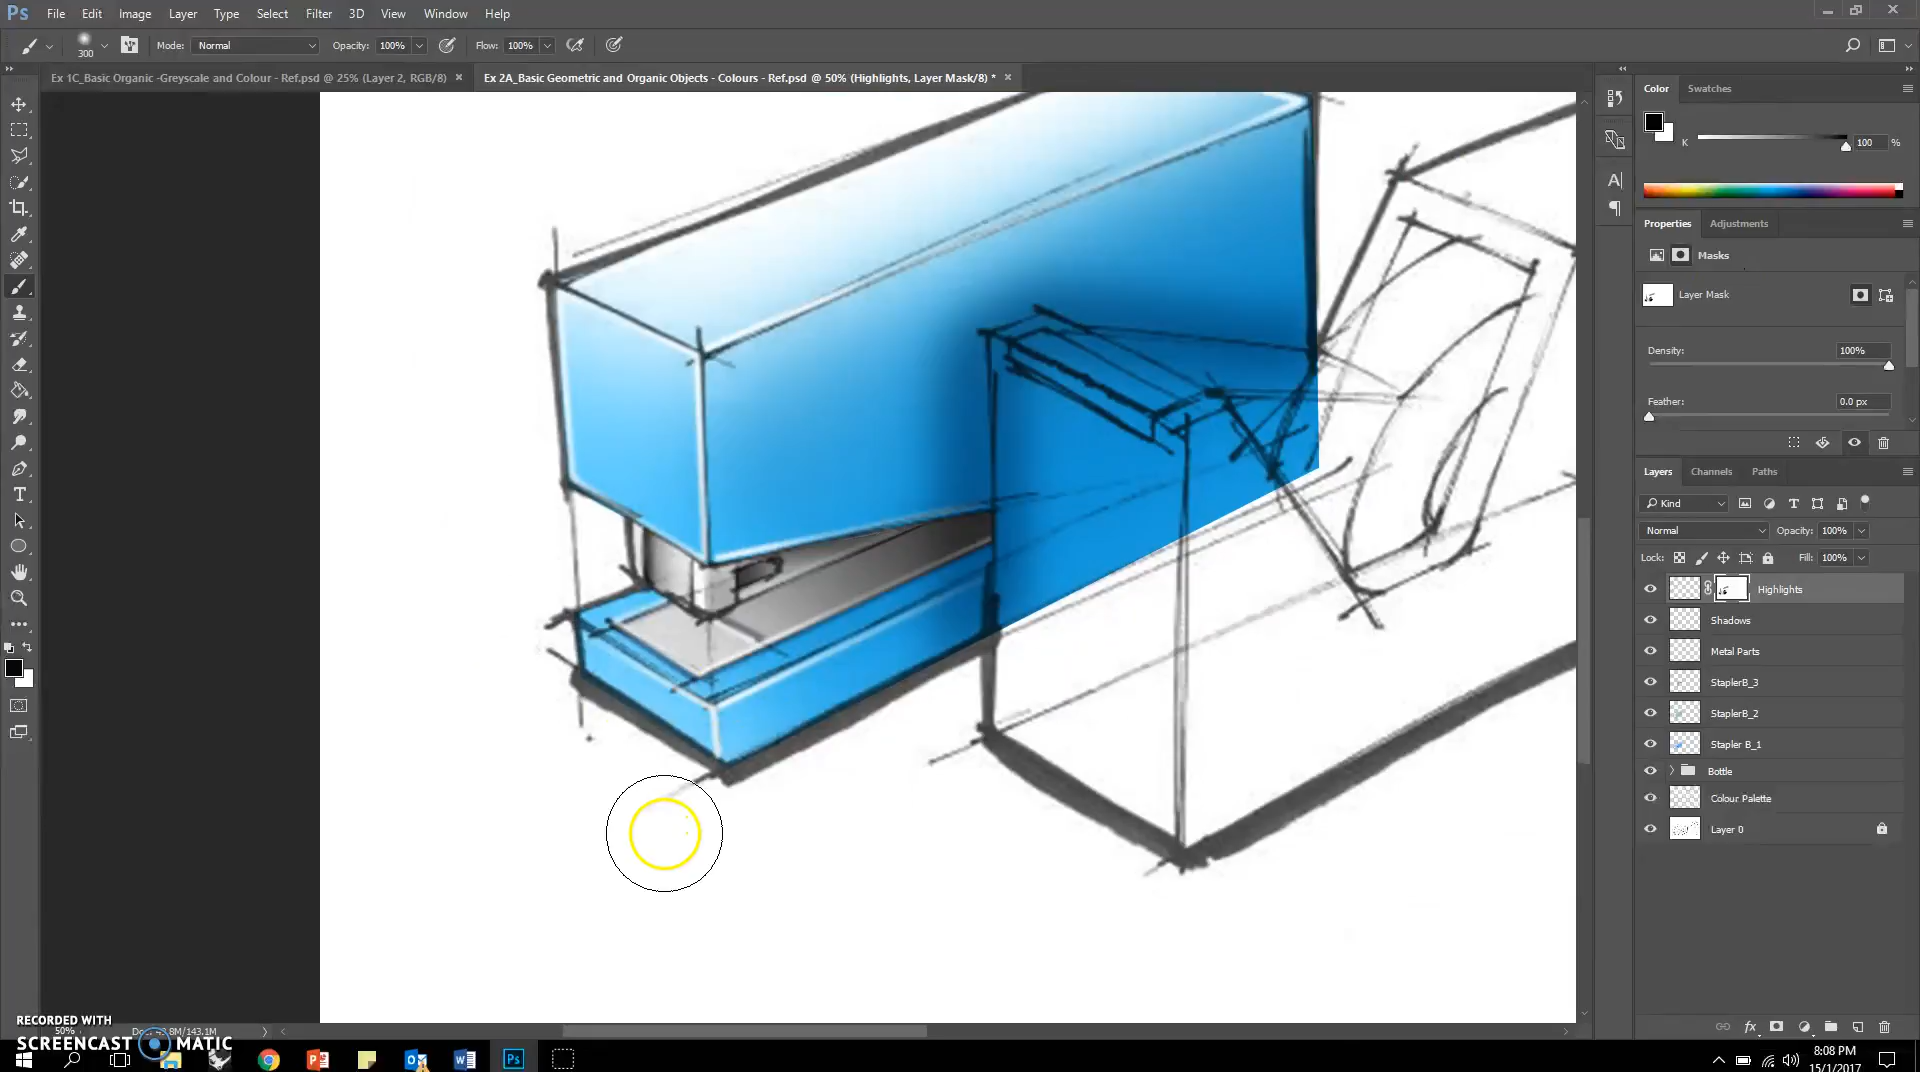 Ps File Edit Image Layer Type Select Filter 3D View Window Help
300 Mode: Normal Opacity: 100% Flow: 100%
Ex 1C_Basic Organic -Greyscale and Colour - Ref.psd @ 25% (Layer 2, RGB/8) ×
Ex 2A_Basic Geometric and Organic Objects - Colours - Ref.psd @ 50% (Highlights, Layer Mask/8) * ×
Color Swatches
K 100 %
Properties Adjustments
Masks
Layer Mask
Density: 100%
Feather: 0.0 px
Layers Channels Paths
Kind
Normal Opacity: 100%
Lock: Fill: 100%
Highlights
Shadows
Metal Parts
StaplerB_3
StaplerB_2
Stapler B_1
Bottle
Colour Palette
Layer 0
RECORDED WITH
SCREENCAST MATIC
50%
8:08 PM
15/1/2017